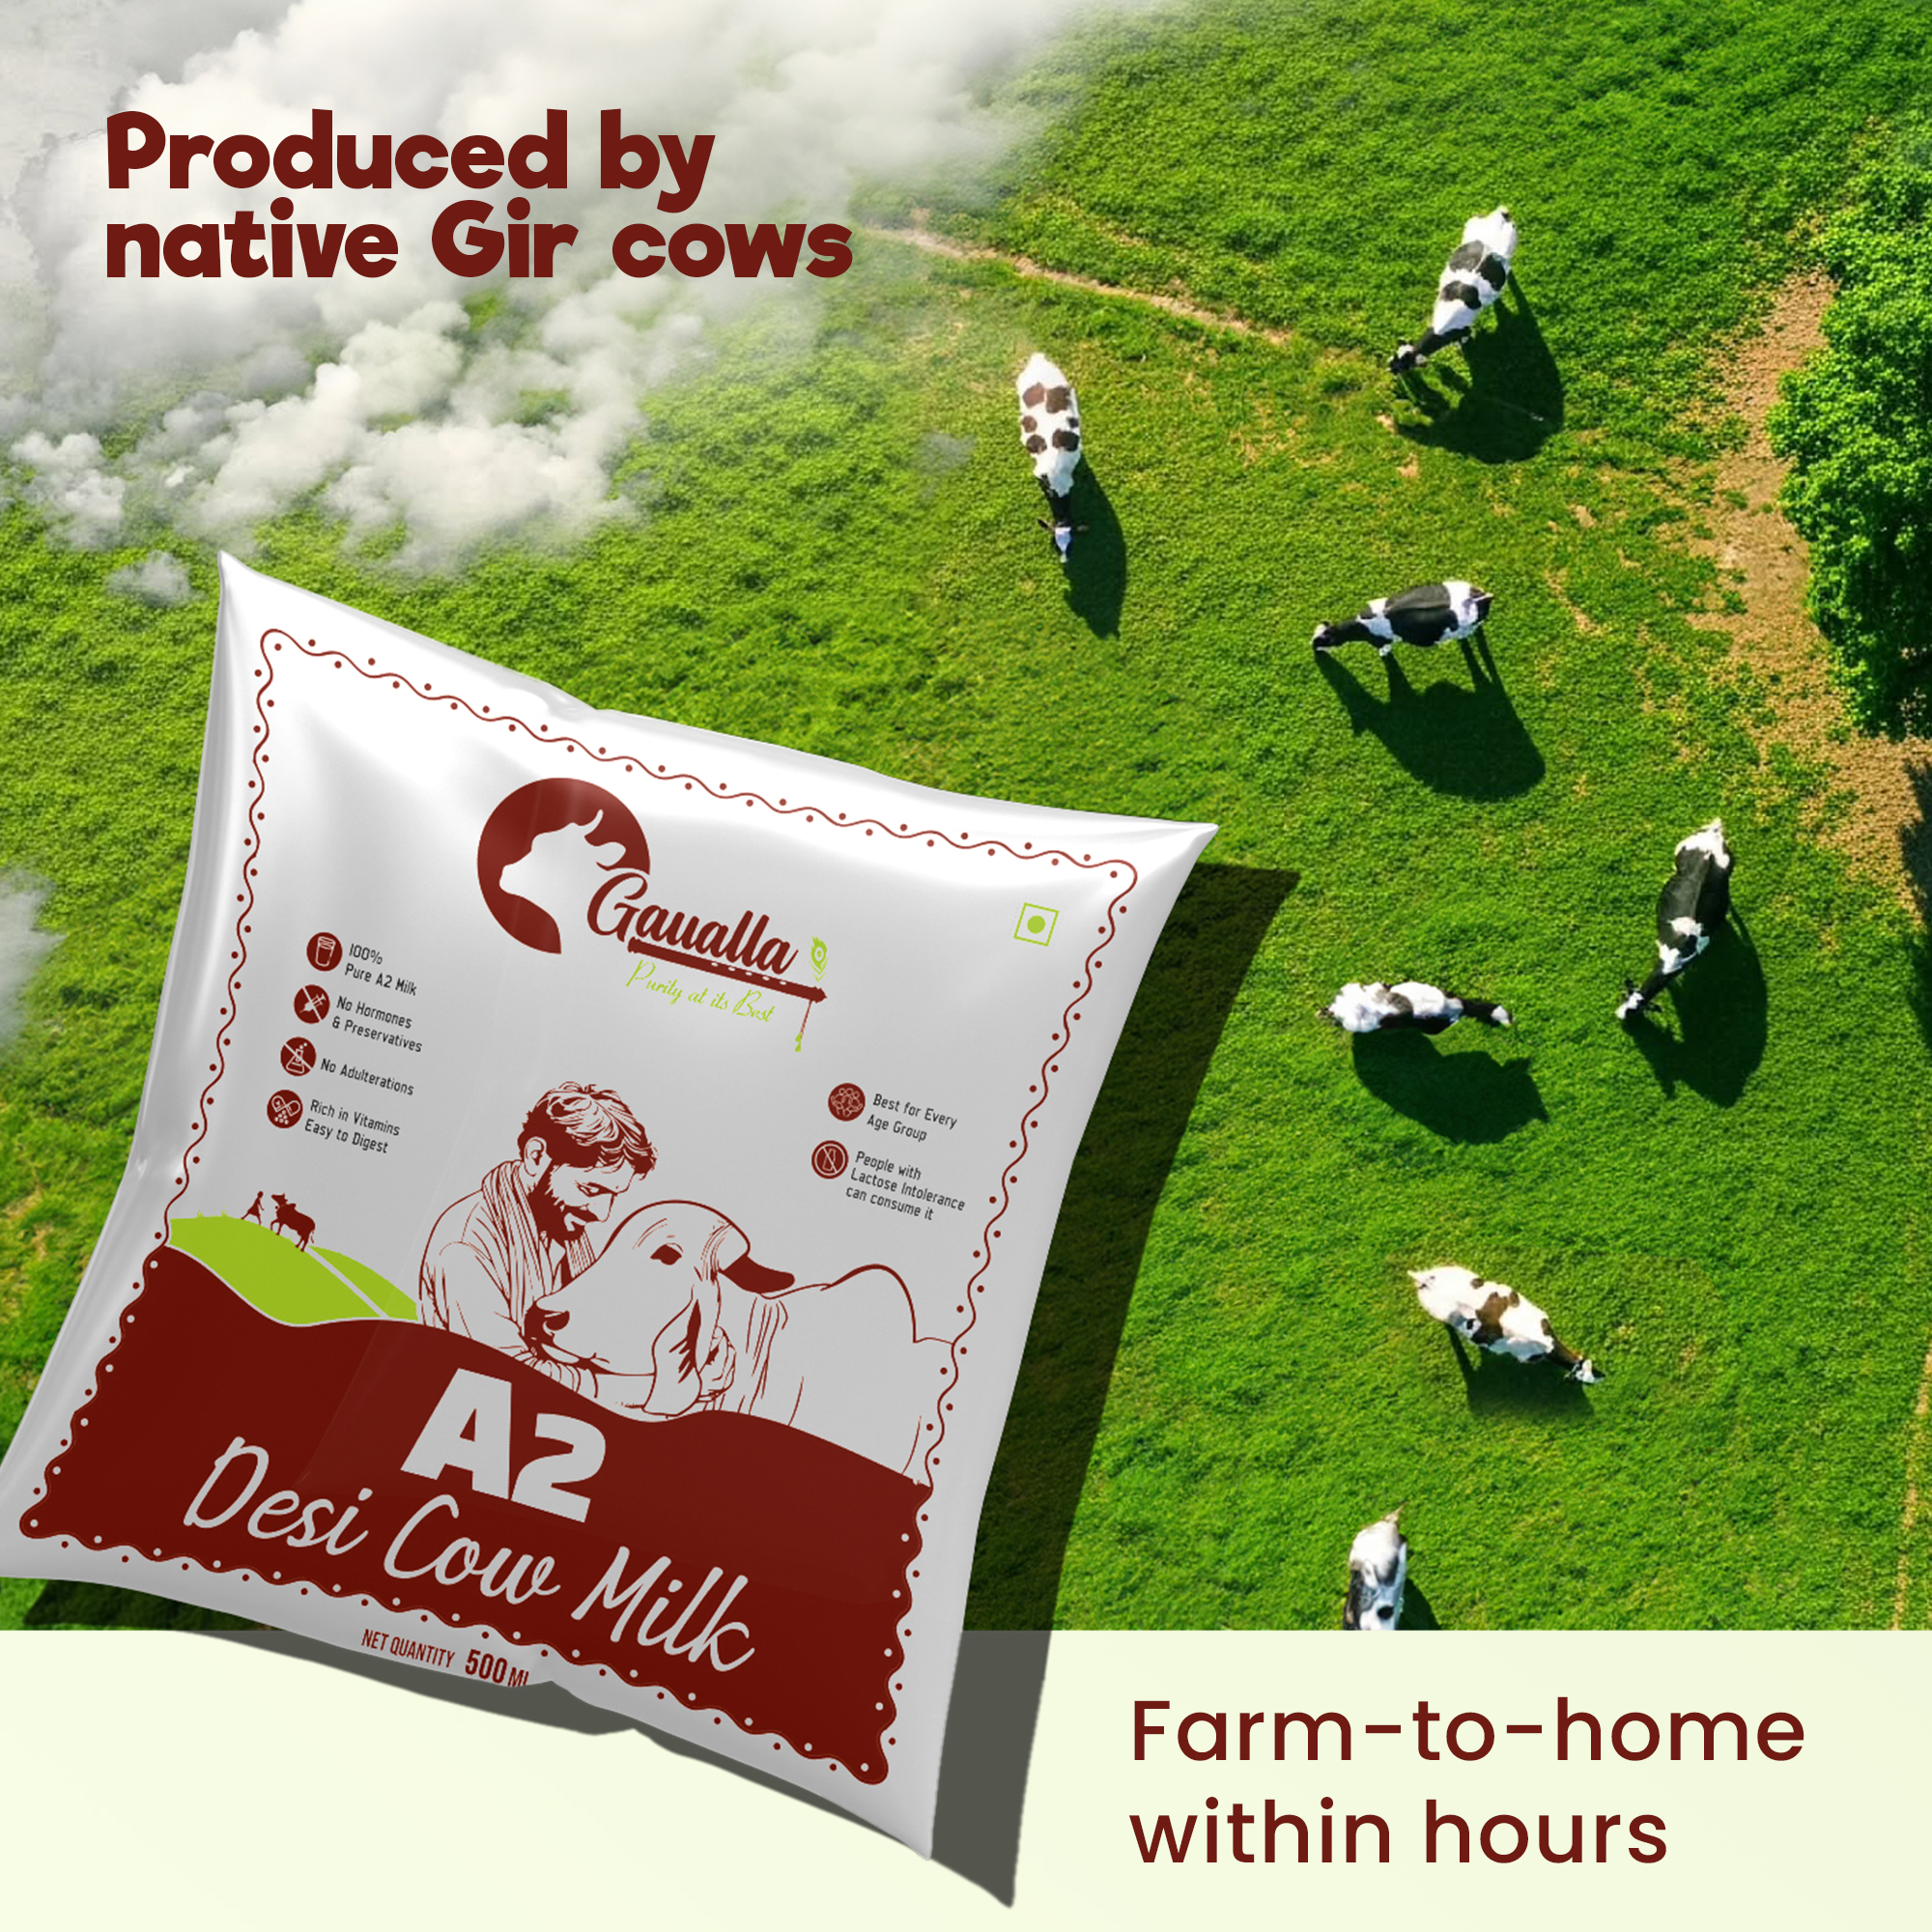 Produced by
native Gir cows
Gaualla
Purity at its Best
100%
Pure A2 Milk
No Hormones
& Preservatives
No Adulterations
Rich in Vitamins
Easy to Digest
Best for Every
Age Group
People with
Lactose Intolerance
can consume it
A2
Desi Cow Milk
NET QUANTITY 500 ML
Farm-to-home
within hours